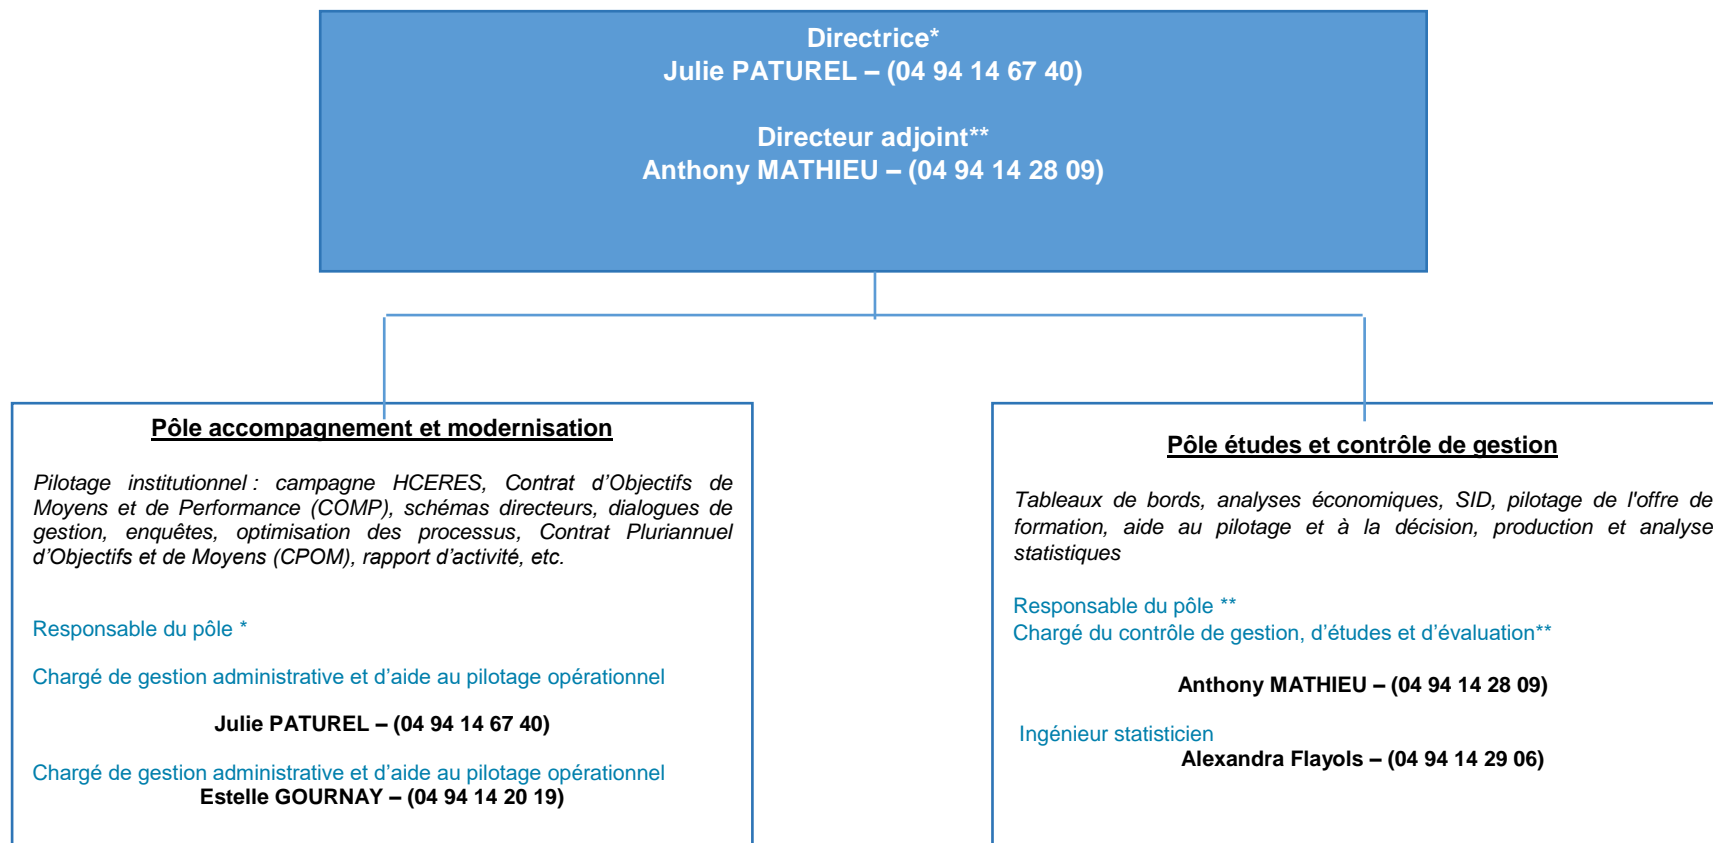 Directrice*
Julie PATUREL – (04 94 14 67 40)
Directeur adjoint**
Anthony MATHIEU – (04 94 14 28 09)
Pôle accompagnement et modernisation
Pilotage institutionnel : campagne HCERES, Contrat d’Objectifs de
Moyens et de Performance (COMP), schémas directeurs, dialogues de
gestion, enquêtes, optimisation des processus, Contrat Pluriannuel
d’Objectifs et de Moyens (CPOM), rapport d’activité, etc.
Responsable du pôle *
Chargé de gestion administrative et d’aide au pilotage opérationnel
Julie PATUREL – (04 94 14 67 40)
Chargé de gestion administrative et d’aide au pilotage opérationnel
Estelle GOURNAY – (04 94 14 20 19)
Pôle études et contrôle de gestion
Tableaux de bords, analyses économiques, SID, pilotage de l'offre de
formation, aide au pilotage et à la décision, production et analyse
statistiques
Responsable du pôle **
Chargé du contrôle de gestion, d’études et d’évaluation**
Anthony MATHIEU – (04 94 14 28 09)
Ingénieur statisticien
Alexandra Flayols – (04 94 14 29 06)